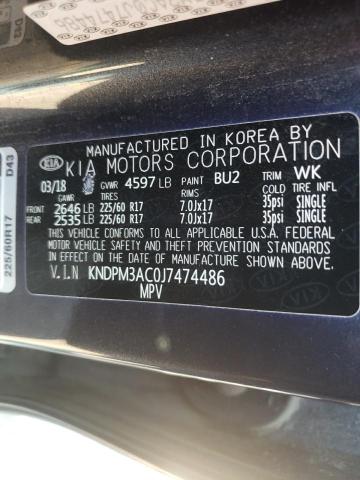 MANUFACTURED IN KOREA BY
KIA KIA MOTORS CORPORATION
03/18 GVWR 4597 LB PAINT BU2 TRIM WK
GAWR TIRES RIMS COLD TIRE INFL
FRONT 2646 LB 225/60 R17 7.0Jx17 35psi SINGLE
REAR 2535 LB 225/60 R17 7.0Jx17 35psi SINGLE
THIS VEHICLE CONFORMS TO ALL APPLICABLE U.S.A FEDERAL
MOTOR VEHICLE SAFETY, BUMPER, AND THEFT PREVENTION
STANDARDS IN EFFECT ON THE DATE OF MANUFACTURE SHOWN ABOVE.
V.I.N KNDPM3AC0J7474486
MPV
225/60R17 D43